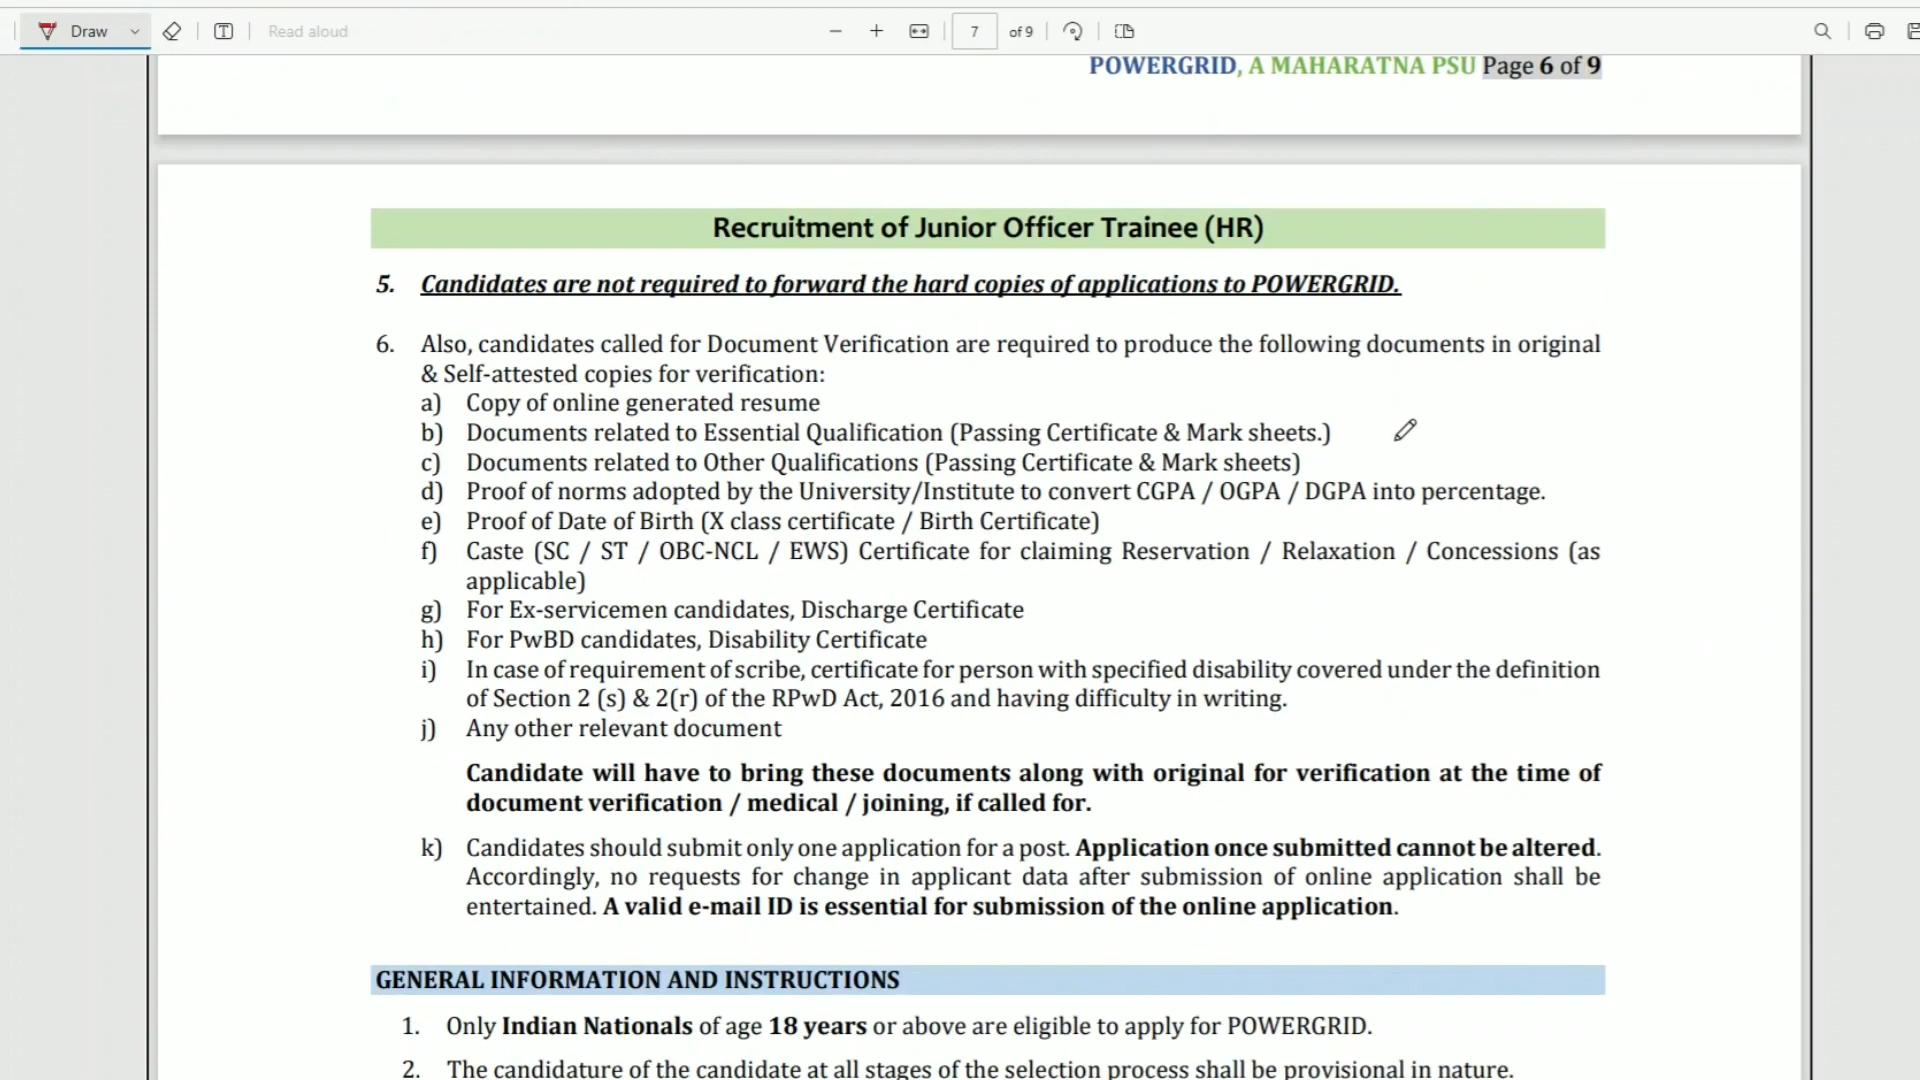 Draw
Read aloud
7
of 9
POWERGRID, A MAHARATNA PSU Page 6 of 9
Recruitment of Junior Officer Trainee (HR)
5. Candidates are not required to forward the hard copies of applications to POWERGRID.
6. Also, candidates called for Document Verification are required to produce the following documents in original
& Self-attested copies for verification:
a) Copy of online generated resume
b) Documents related to Essential Qualification (Passing Certificate & Mark sheets.)
c) Documents related to Other Qualifications (Passing Certificate & Mark sheets)
d) Proof of norms adopted by the University/Institute to convert CGPA / OGPA / DGPA into percentage.
e) Proof of Date of Birth (X class certificate / Birth Certificate)
f) Caste (SC / ST / OBC-NCL / EWS) Certificate for claiming Reservation / Relaxation / Concessions (as
applicable)
g) For Ex-servicemen candidates, Discharge Certificate
h) For PwBD candidates, Disability Certificate
i) In case of requirement of scribe, certificate for person with specified disability covered under the definition
of Section 2 (s) & 2(r) of the RPwD Act, 2016 and having difficulty in writing.
j) Any other relevant document
Candidate will have to bring these documents along with original for verification at the time of
document verification / medical / joining, if called for.
k) Candidates should submit only one application for a post. Application once submitted cannot be altered.
Accordingly, no requests for change in applicant data after submission of online application shall be
entertained. A valid e-mail ID is essential for submission of the online application.
GENERAL INFORMATION AND INSTRUCTIONS
1. Only Indian Nationals of age 18 years or above are eligible to apply for POWERGRID.
2. The candidature of the candidate at all stages of the selection process shall be provisional in nature.